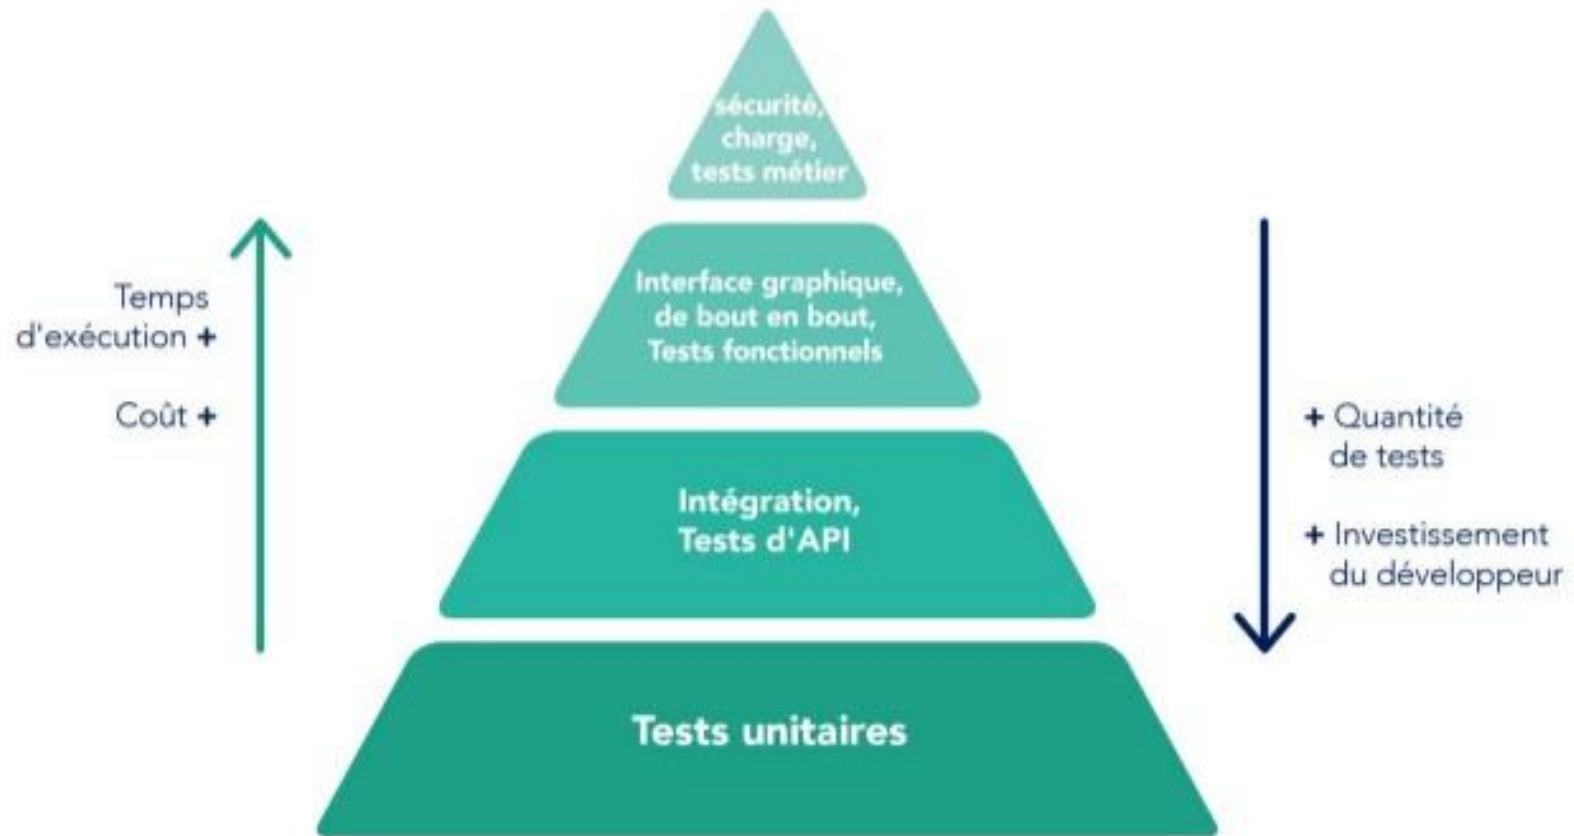 sécurité,
charge,
tests métier
Interface graphique,
de bout en bout,
Tests fonctionnels
Temps
d'exécution +
Coût +
+ Quantité
de tests
+ Investissement
du développeur
Intégration,
Tests d'API
Tests unitaires